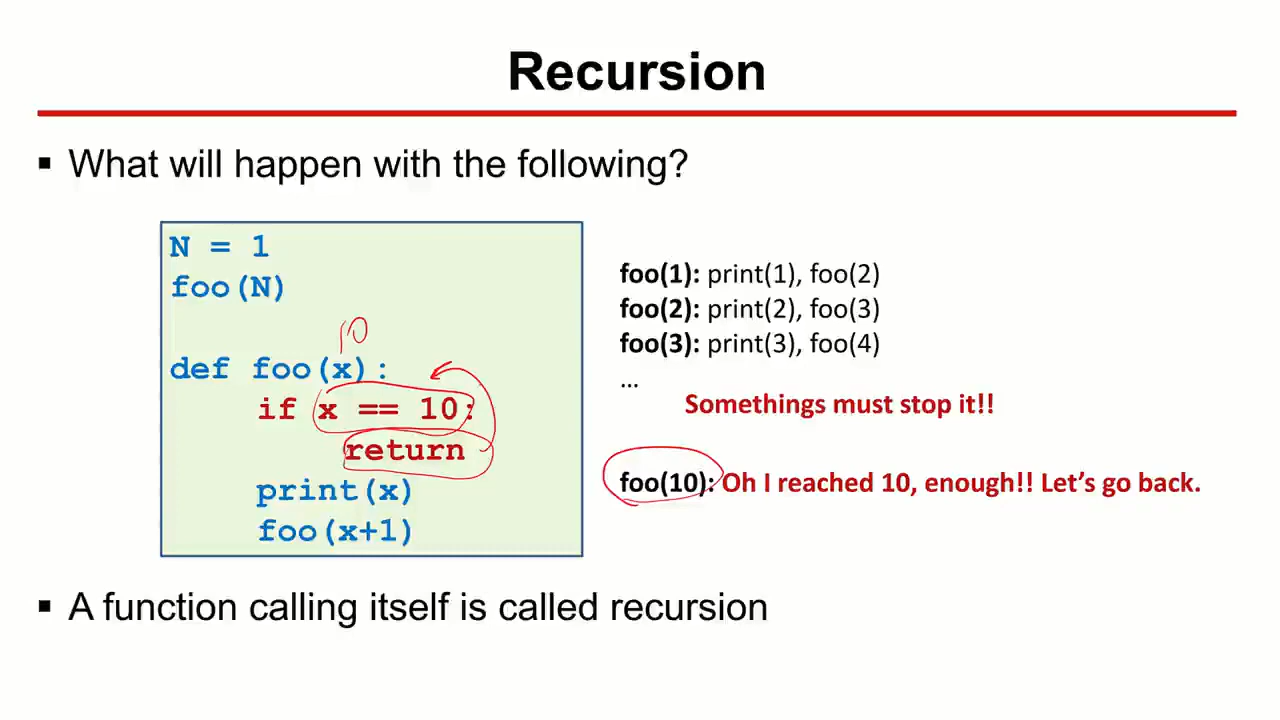 Recursion
▪ What will happen with the following?
N = 1
foo(N)
10
def foo(x):
if x == 10:
return
print(x)
foo(x+1)
foo(1): print(1), foo(2)
foo(2): print(2), foo(3)
foo(3): print(3), foo(4)
...
Somethings must stop it!!
foo(10): Oh I reached 10, enough!! Let's go back.
▪ A function calling itself is called recursion